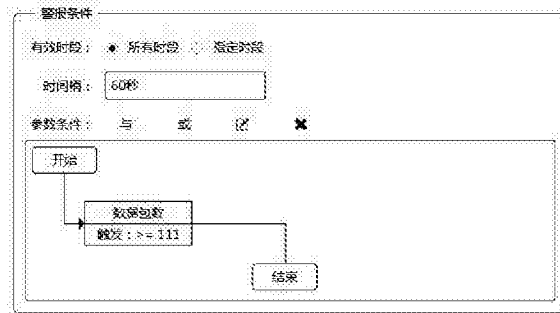 警报条件
有效时段： 所有时段 指定时段
时间桶： 60秒
参数条件： 与 或
开始
数据包数
触发：>= 111
结束